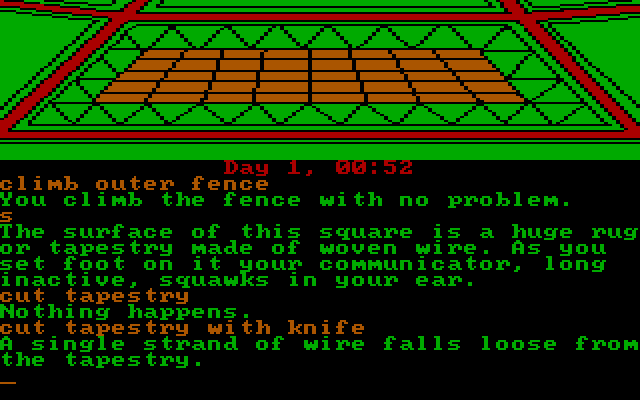 Day 1, 00:52
climb outer fence
You climb the fence with no problem.
s
The surface of this square is a huge rug
or tapestry made of woven wire. As you
set foot on it your communicator, long
inactive, squawks in your ear.
cut tapestry
Nothing happens.
cut tapestry with knife
A single strand of wire falls loose from
the tapestry.